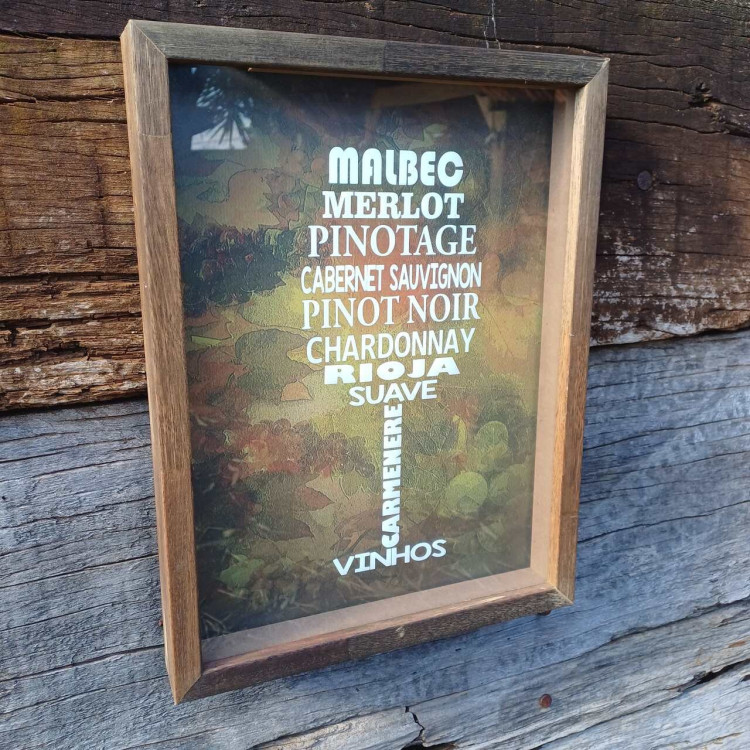 MALBEC
MERLOT
PINOTAGE
CABERNET SAUVIGNON
PINOT NOIR
CHARDONNAY
RIOJA
SUAVE
CARMENERE
VINHOS